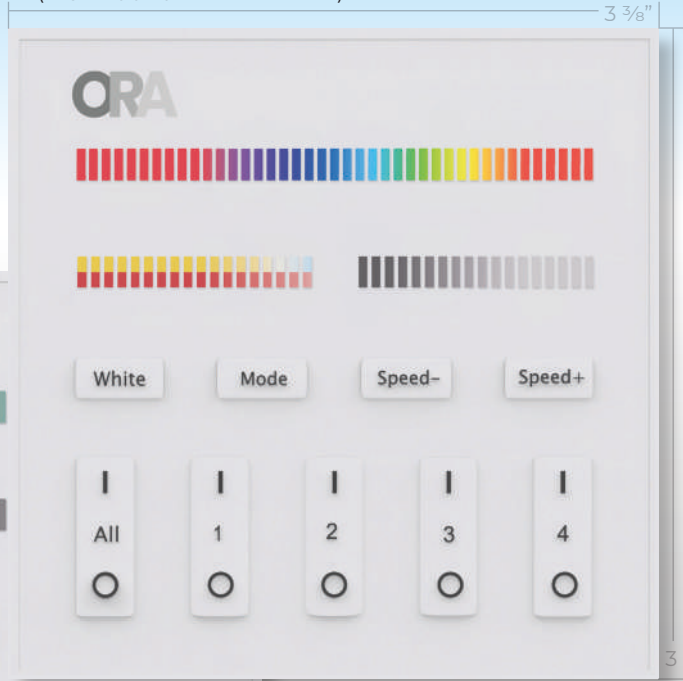 3 ⅜"
ORA
White Mode Speed− Speed+
I I I I I
All 1 2 3 4
O O O O O
3